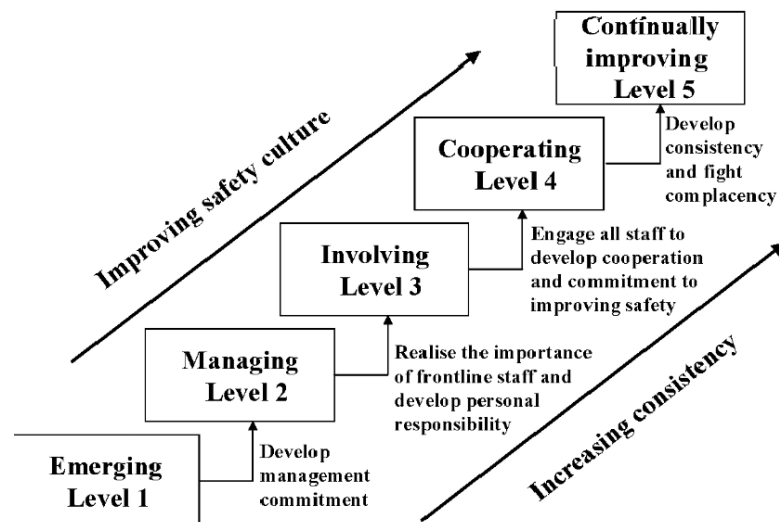 Continually
improving
Level 5
Develop
consistency
and fight
complacency
Cooperating
Level 4
Engage all staff to
develop cooperation
and commitment to
improving safety
Involving
Level 3
Realise the importance
of frontline staff and
develop personal
responsibility
Managing
Level 2
Develop
management
commitment
Emerging
Level 1
Improving safety culture
Increasing consistency